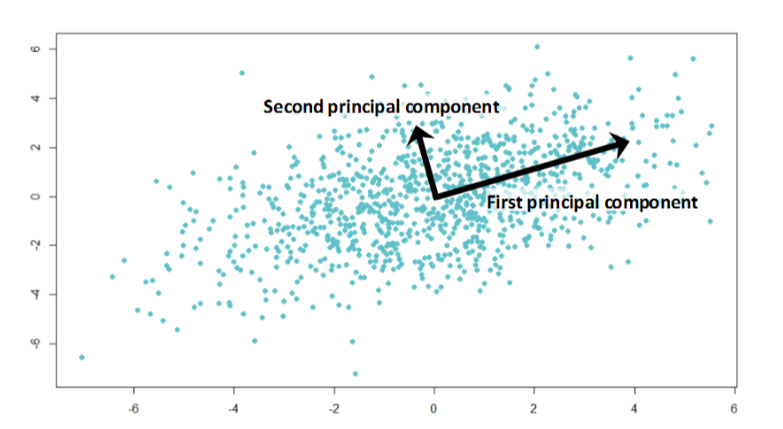 6
4
2
0
-2
-4
-6
Second principal component
First principal component
-6 -4 -2 0 2 4 6